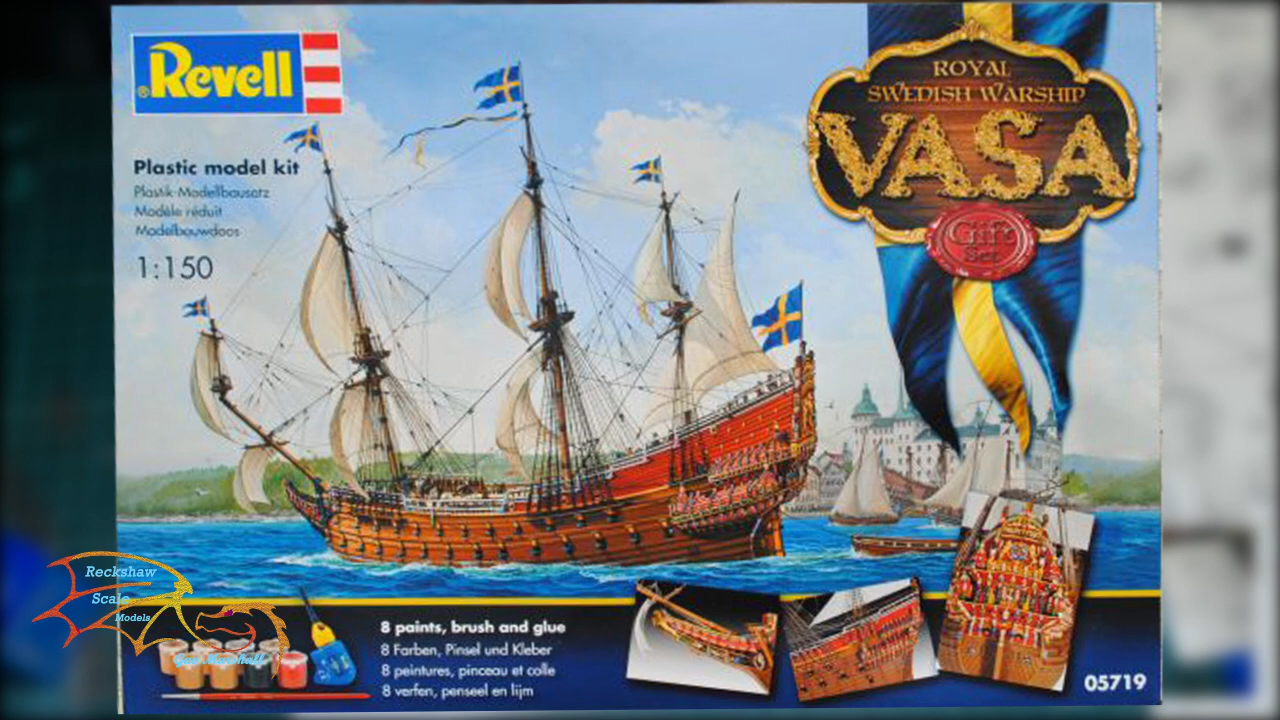 Revell
ROYAL
SWEDISH WARSHIP
VASA
Gift
Set
Plastic model kit
Plastik-Modellbausatz
Modèle réduit
Modelbouwdoos
1:150
Reckshaw
Scale
Models
8 paints, brush and glue
8 Farben, Pinsel und Kleber
8 peintures, pinceau et colle
8 verfen, penseel en lijm
05719